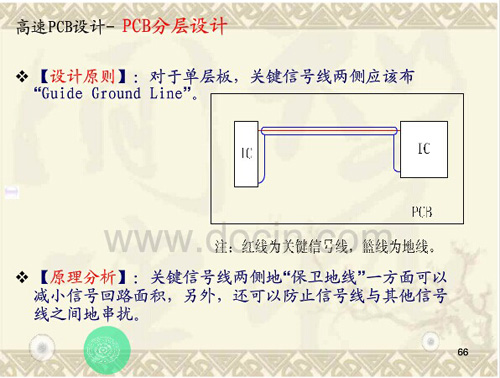 高速PCB设计- PCB分层设计
❖ 【设计原则】：对于单层板，关键信号线两侧应该布
“Guide Ground Line”。
IC
IC
PCB
www.docin.com
注：红线为关键信号线，篮线为地线。
❖ 【原理分析】：关键信号线两侧地“保卫地线”一方面可以
减小信号回路面积，另外，还可以防止信号线与其他信号
线之间地串扰。
66